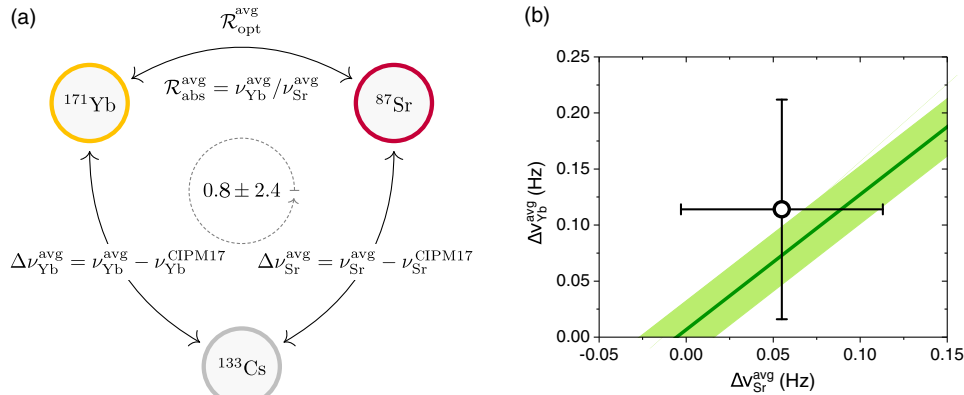 (a)
R_opt^avg
R_abs^avg = ν_Yb^avg/ν_Sr^avg
¹⁷¹Yb
⁸⁷Sr
0.8 ± 2.4
Δν_Yb^avg = ν_Yb^avg − ν_Yb^CIPM17
Δν_Sr^avg = ν_Sr^avg − ν_Sr^CIPM17
¹³³Cs
(b)
0.25
0.20
0.15
0.10
0.05
0.00
Δν_Yb^avg (Hz)
-0.05
0.00
0.05
0.10
0.15
Δν_Sr^avg (Hz)